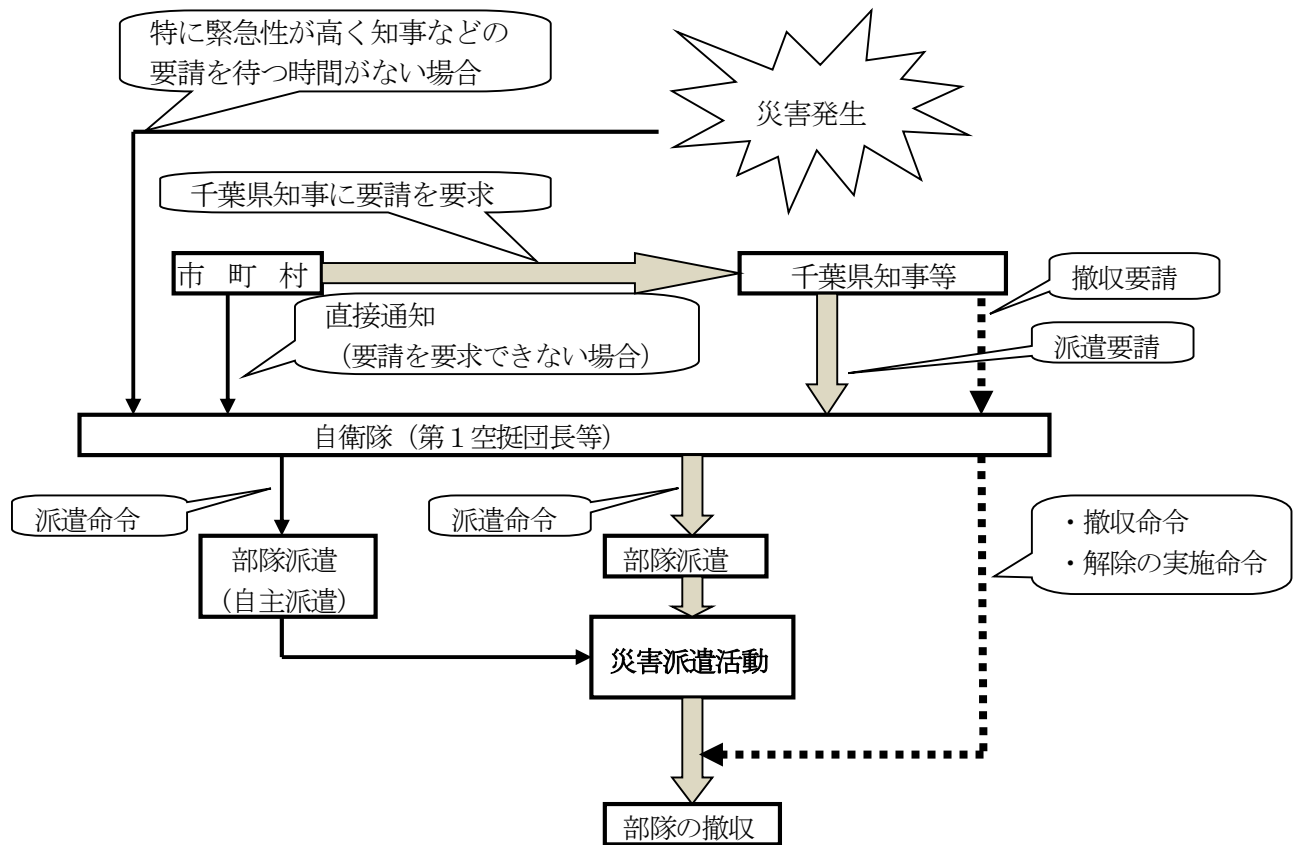 特に緊急性が高く知事などの
要請を待つ時間がない場合
災害発生
千葉県知事に要請を要求
市　町　村
千葉県知事等
撤収要請
直接通知
（要請を要求できない場合）
派遣要請
自衛隊（第１空挺団長等）
派遣命令
派遣命令
・撤収命令
・解除の実施命令
部隊派遣
（自主派遣）
部隊派遣
災害派遣活動
部隊の撤収